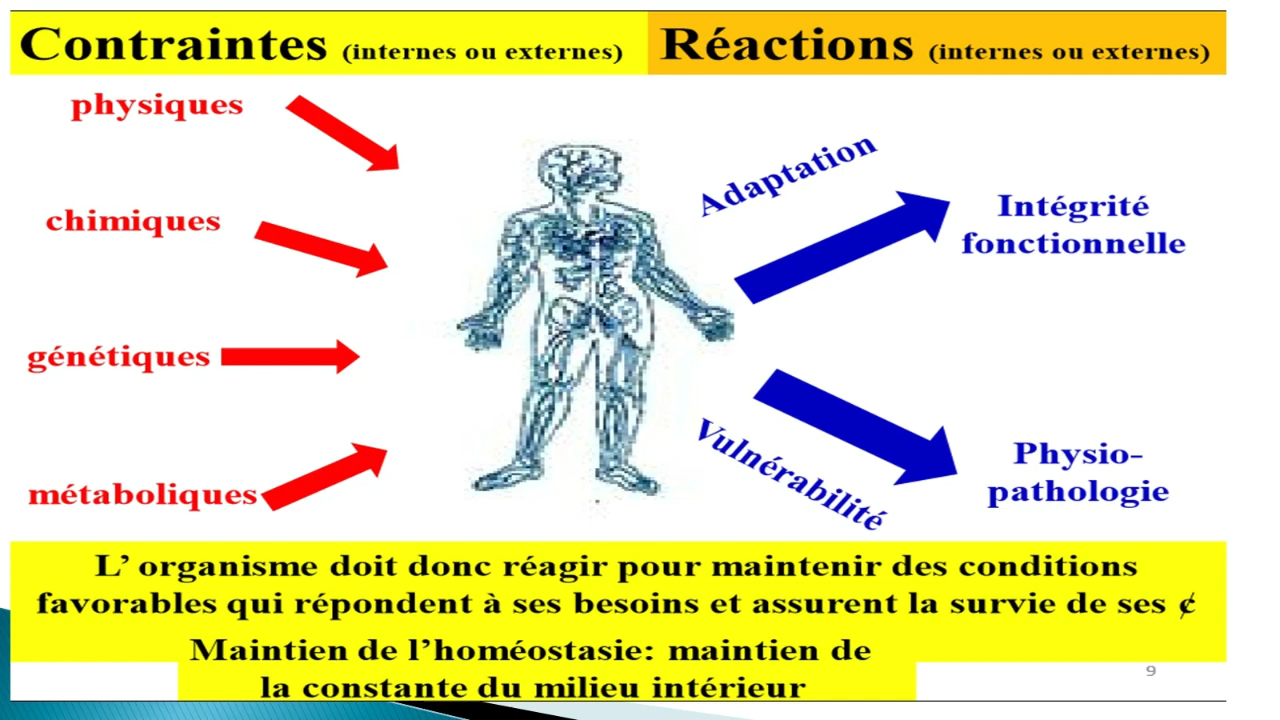 Contraintes (internes ou externes)
Réactions (internes ou externes)
physiques
chimiques
génétiques
métaboliques
Adaptation
Intégrité
fonctionnelle
Vulnérabilité
Physio-
pathologie
L’ organisme doit donc réagir pour maintenir des conditions
favorables qui répondent à ses besoins et assurent la survie de ses ¢
Maintien de l’homéostasie: maintien de
la constante du milieu intérieur
9